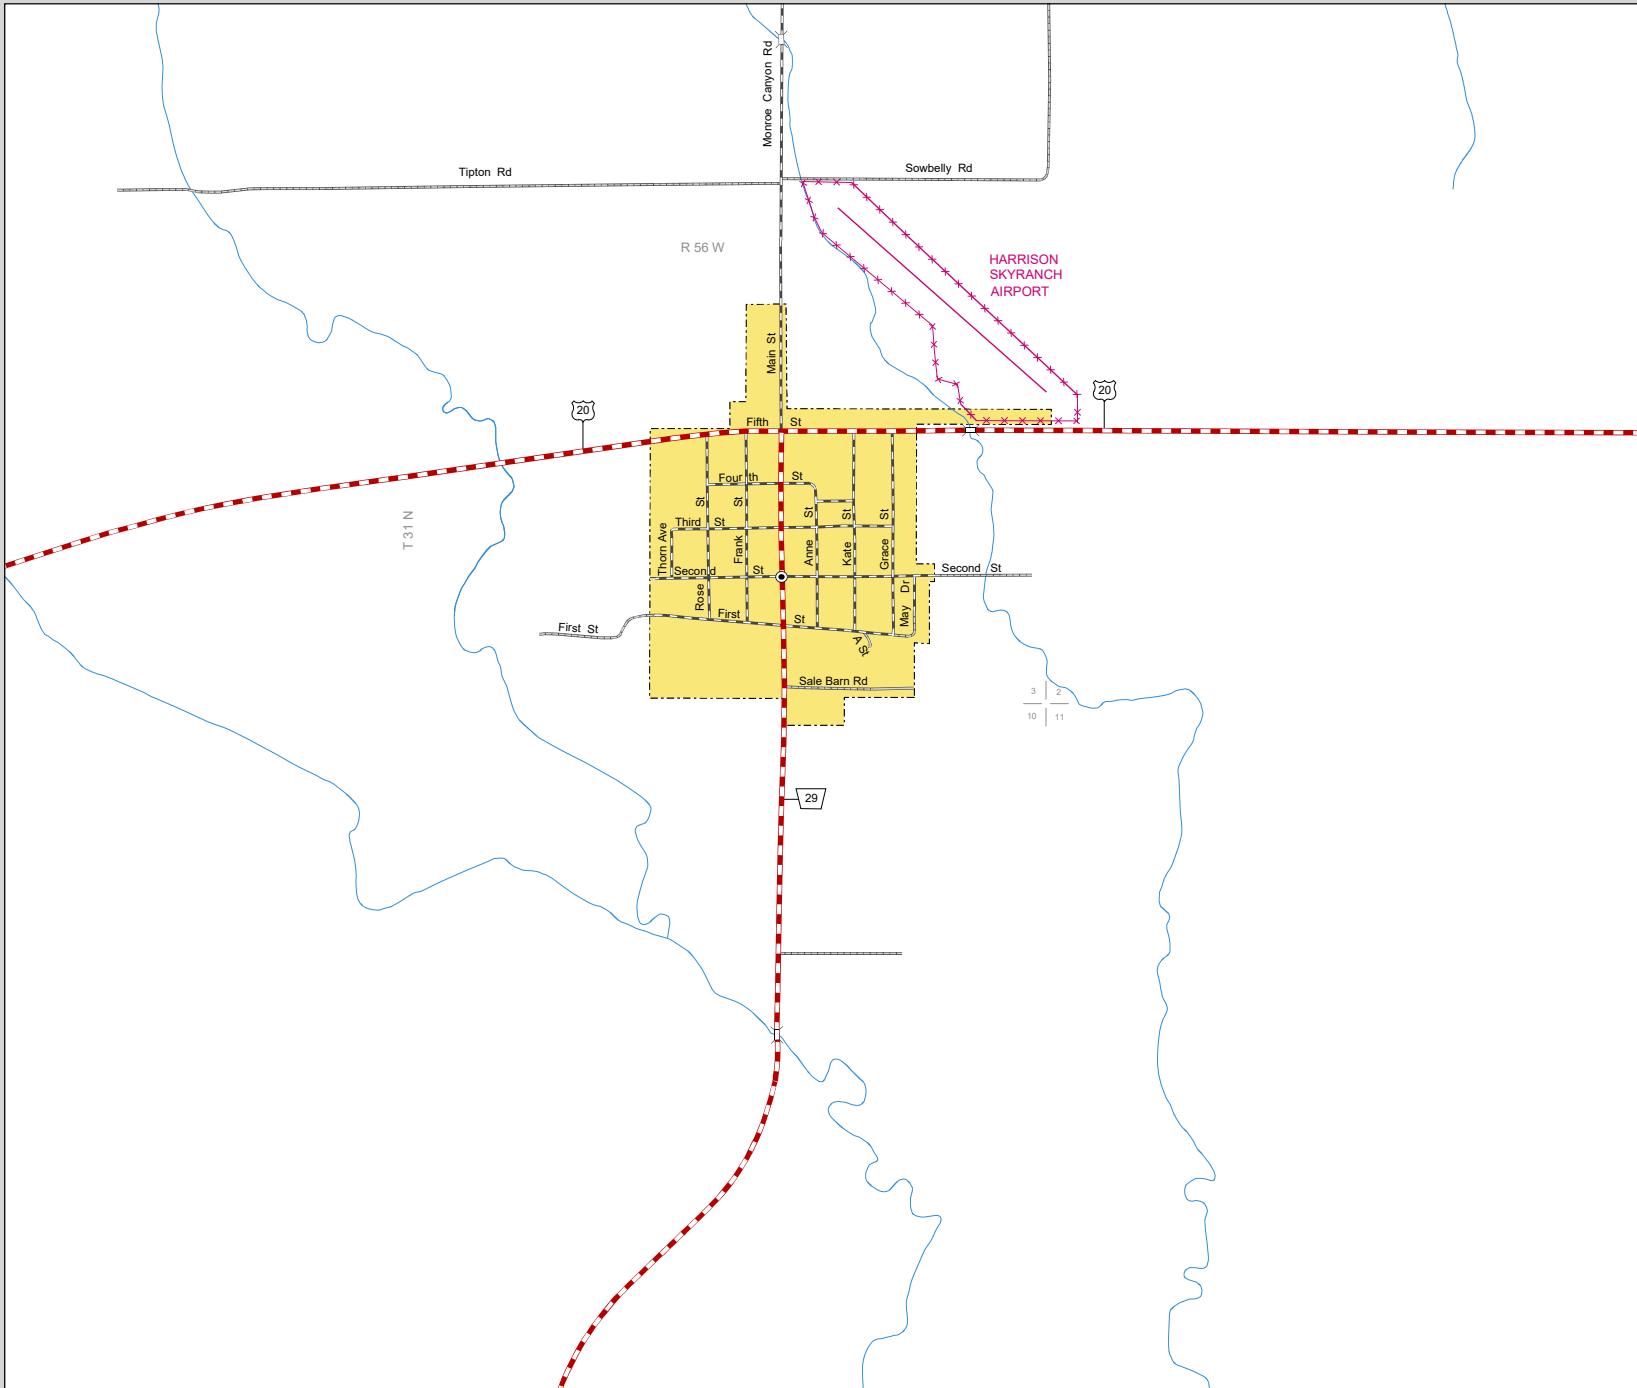 Monroe Canyon Rd
Tipton Rd
Sowbelly Rd
R 56 W
HARRISON
SKYRANCH
AIRPORT
Main St
20
20
Fifth St
Four th St
T 31 N
St
St
St
St
St
Third St
Thorn Ave
Frank
Anne
Kate
Grace
Second St
Second St
Rose
May Dr
First St
First St
A St
Sale Barn Rd
3 2
10 11
29